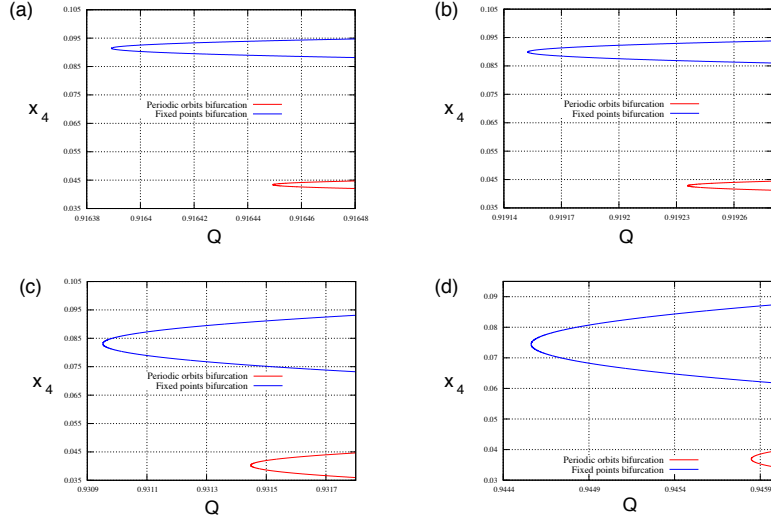 (a)
0.105
0.095
0.085
0.075
0.065
0.055
0.045
0.035
x 4
Periodic orbits bifurcation
Fixed points bifurcation
0.91638 0.9164 0.91642 0.91644 0.91646 0.91648
Q
(b)
0.105
0.095
0.085
0.075
0.065
0.055
0.045
0.035
x 4
Periodic orbits bifurcation
Fixed points bifurcation
0.91914 0.91917 0.9192 0.91923 0.91926
Q
(c)
0.105
0.095
0.085
0.075
0.065
0.055
0.045
0.035
x 4
Periodic orbits bifurcation
Fixed points bifurcation
0.9309 0.9311 0.9313 0.9315 0.9317
Q
(d)
0.09
0.08
0.07
0.06
0.05
0.04
0.03
x 4
Periodic orbits bifurcation
Fixed points bifurcation
0.9444 0.9449 0.9454 0.9459
Q